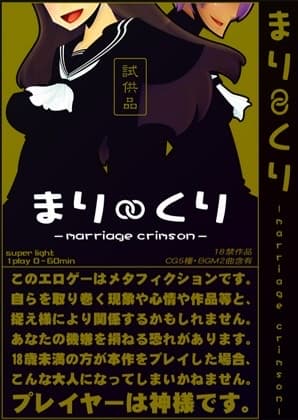 試供品
まり⚭くり
-marriage crimson-
super light
1play 0-60min
18禁作品
CG5種・BGM2曲含有
このエロゲーはメタフィクションです。
自らを取り巻く現象や心情や作品等と、
捉え様により関係するかもしれません。
あなたの機嫌を損ねる恐れがあります。
18歳未満の方が本作をプレイした場合、
こんな大人になってしまいかねません。
プレイヤーは神様です。
まり⚭くり
-marriage crimson-